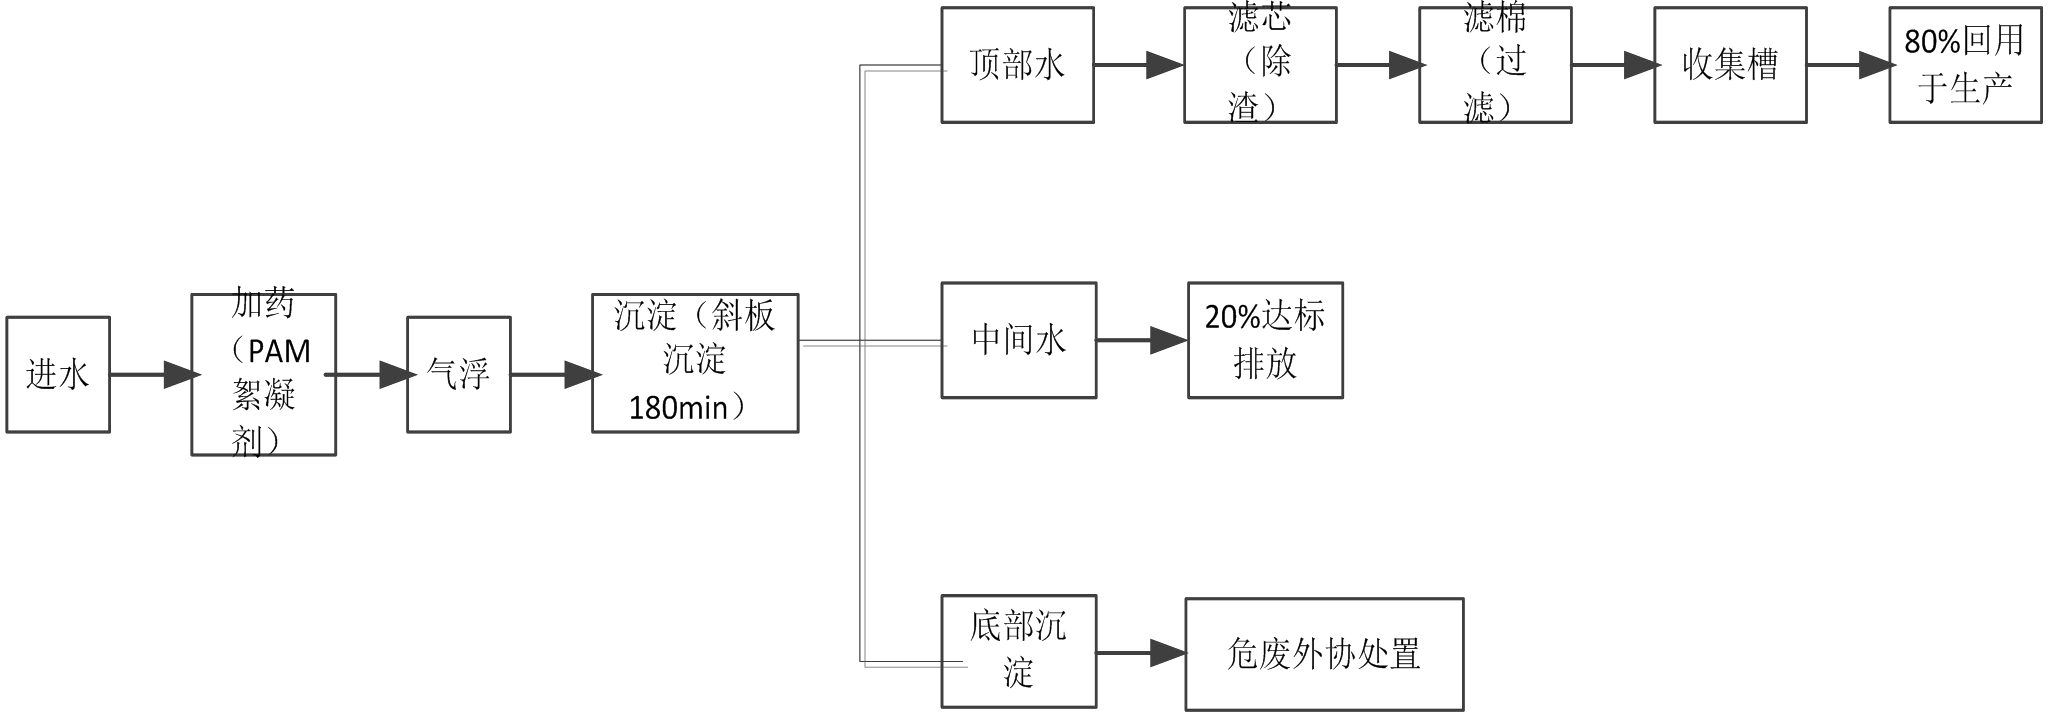 顶部水
滤芯
（除
渣）
滤棉
（过
滤）
收集槽
80%回用
于生产
进水
加药
（PAM
絮凝
剂）
气浮
沉淀（斜板
沉淀
180min）
中间水
20%达标
排放
底部沉
淀
危废外协处置